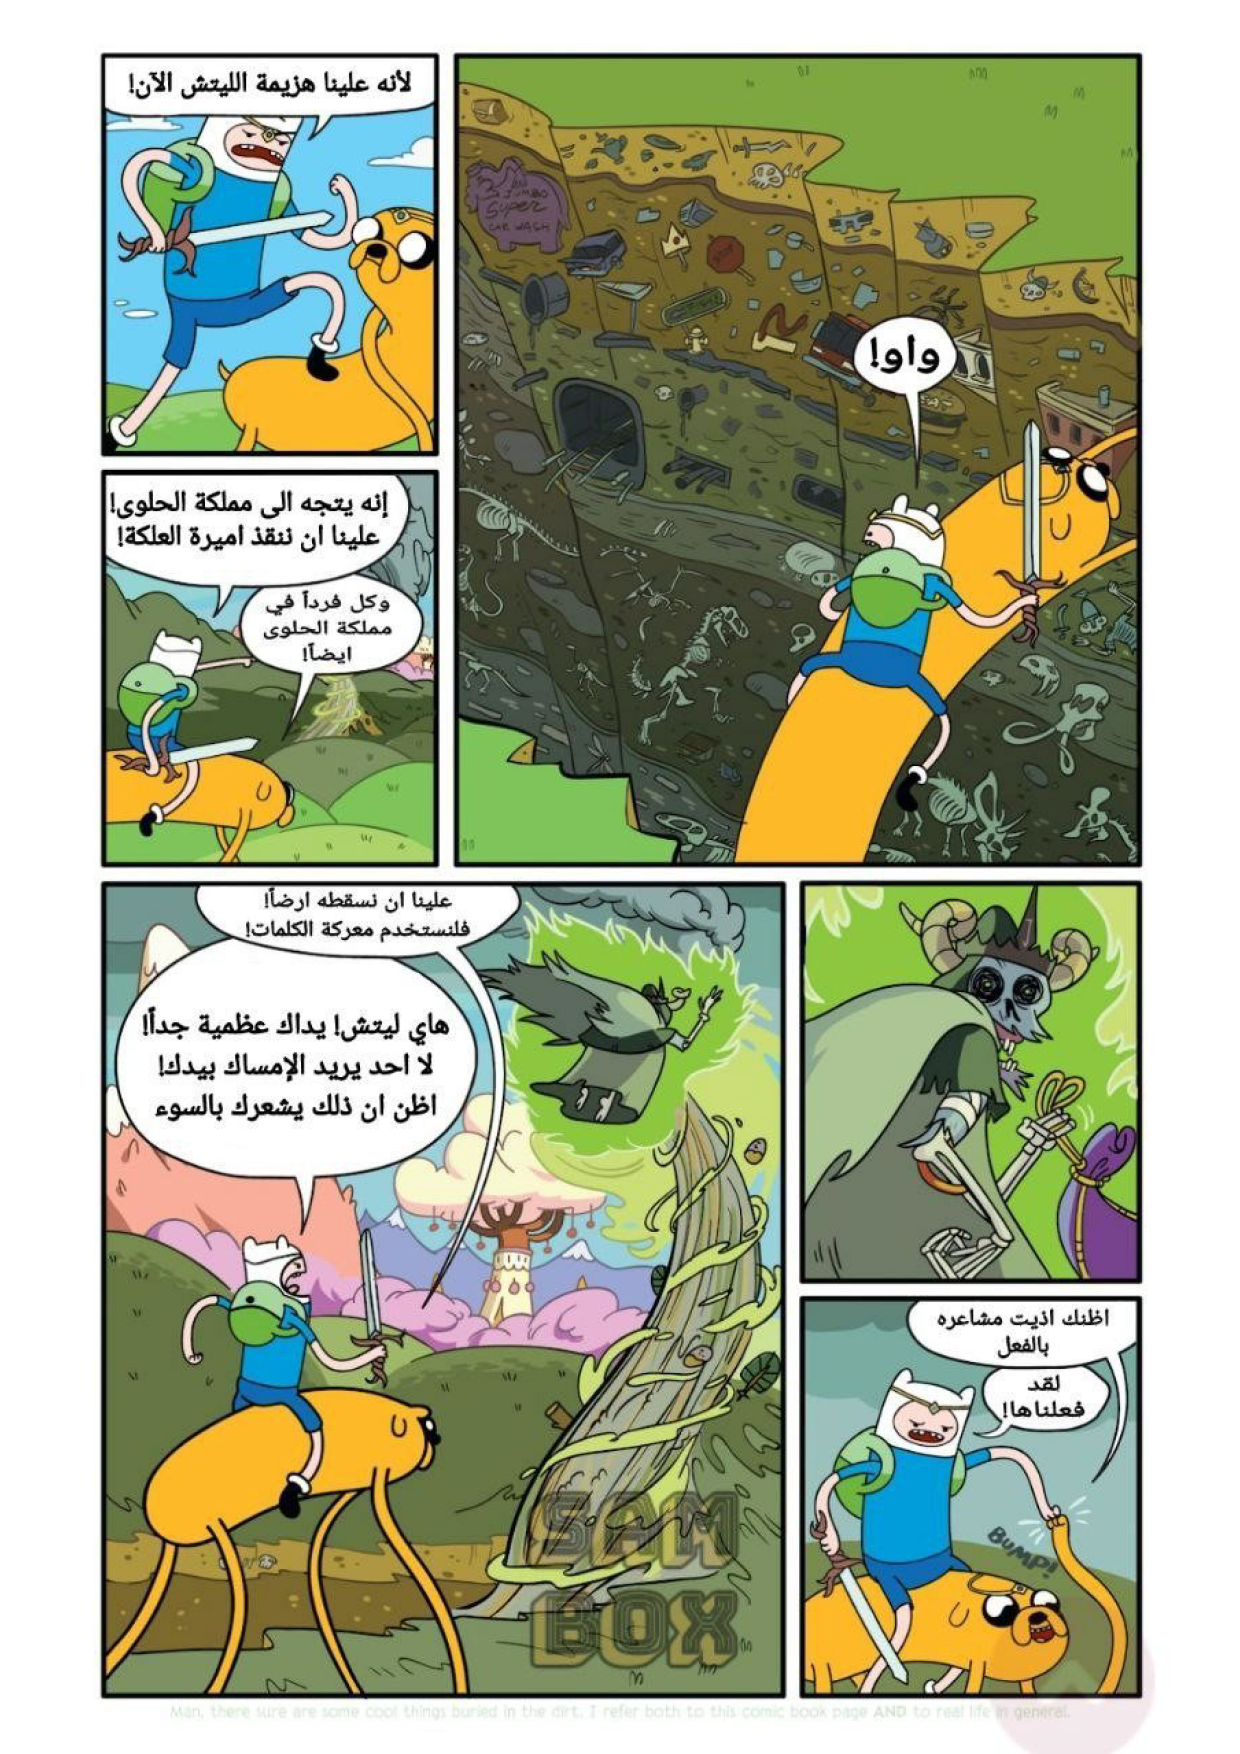 لأنه علينا هزيمة الليتش الآن!
إنه يتجه الى مملكة الحلوى!
علينا ان ننقذ اميرة العلكة!
وكل فرداً في
مملكة الحلوى
ايضاً!
Super
CAR WASH
واو!
علينا ان نسقطه ارضاً!
فلنستخدم معركة الكلمات!
هاي ليتش! يداك عظمية جداً!
لا احد يريد الإمساك بيدك!
اظن ان ذلك يشعرك بالسوء
اظنك اذيت مشاعره
بالفعل
لقد
فعلناها!
BUMP!
SAM
BOX
Man, there sure are some cool things buried in the dirt. I refer both to this comic book page AND to real life in general.